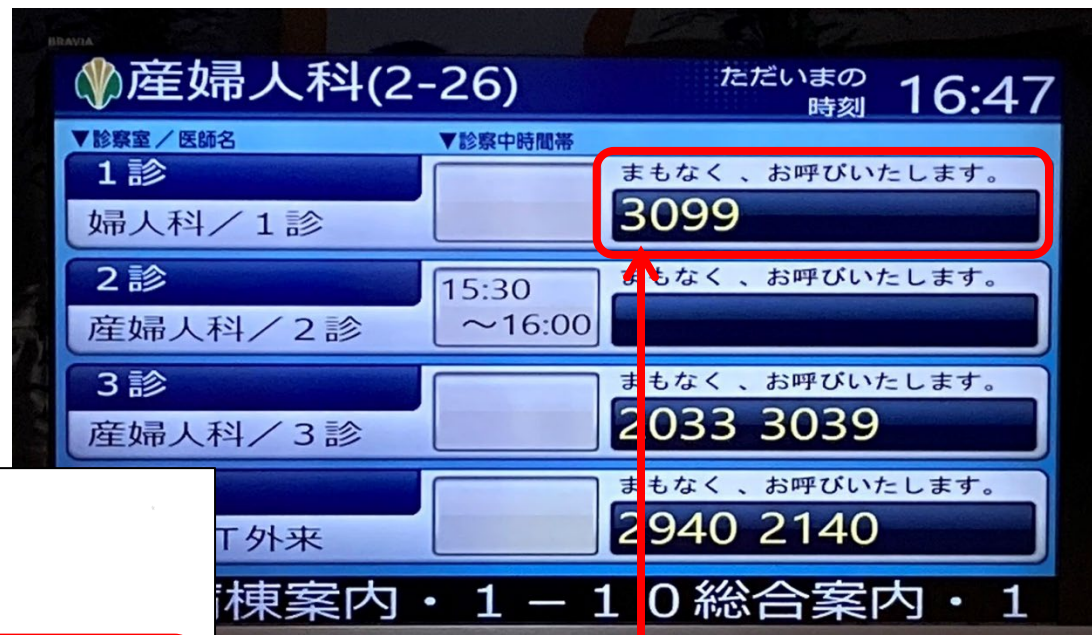 BRAVIA
産婦人科(2-26)
ただいまの
時刻
16:47
▼診察室／医師名
▼診察中時間帯
1診
まもなく、お呼びいたします。
婦人科／1診
3099
2診
15:30
～16:00
まもなく、お呼びいたします。
産婦人科／2診
3診
まもなく、お呼びいたします。
産婦人科／3診
2033 3039
まもなく、お呼びいたします。
T外来
2940 2140
棟案内・1－10総合案内・1